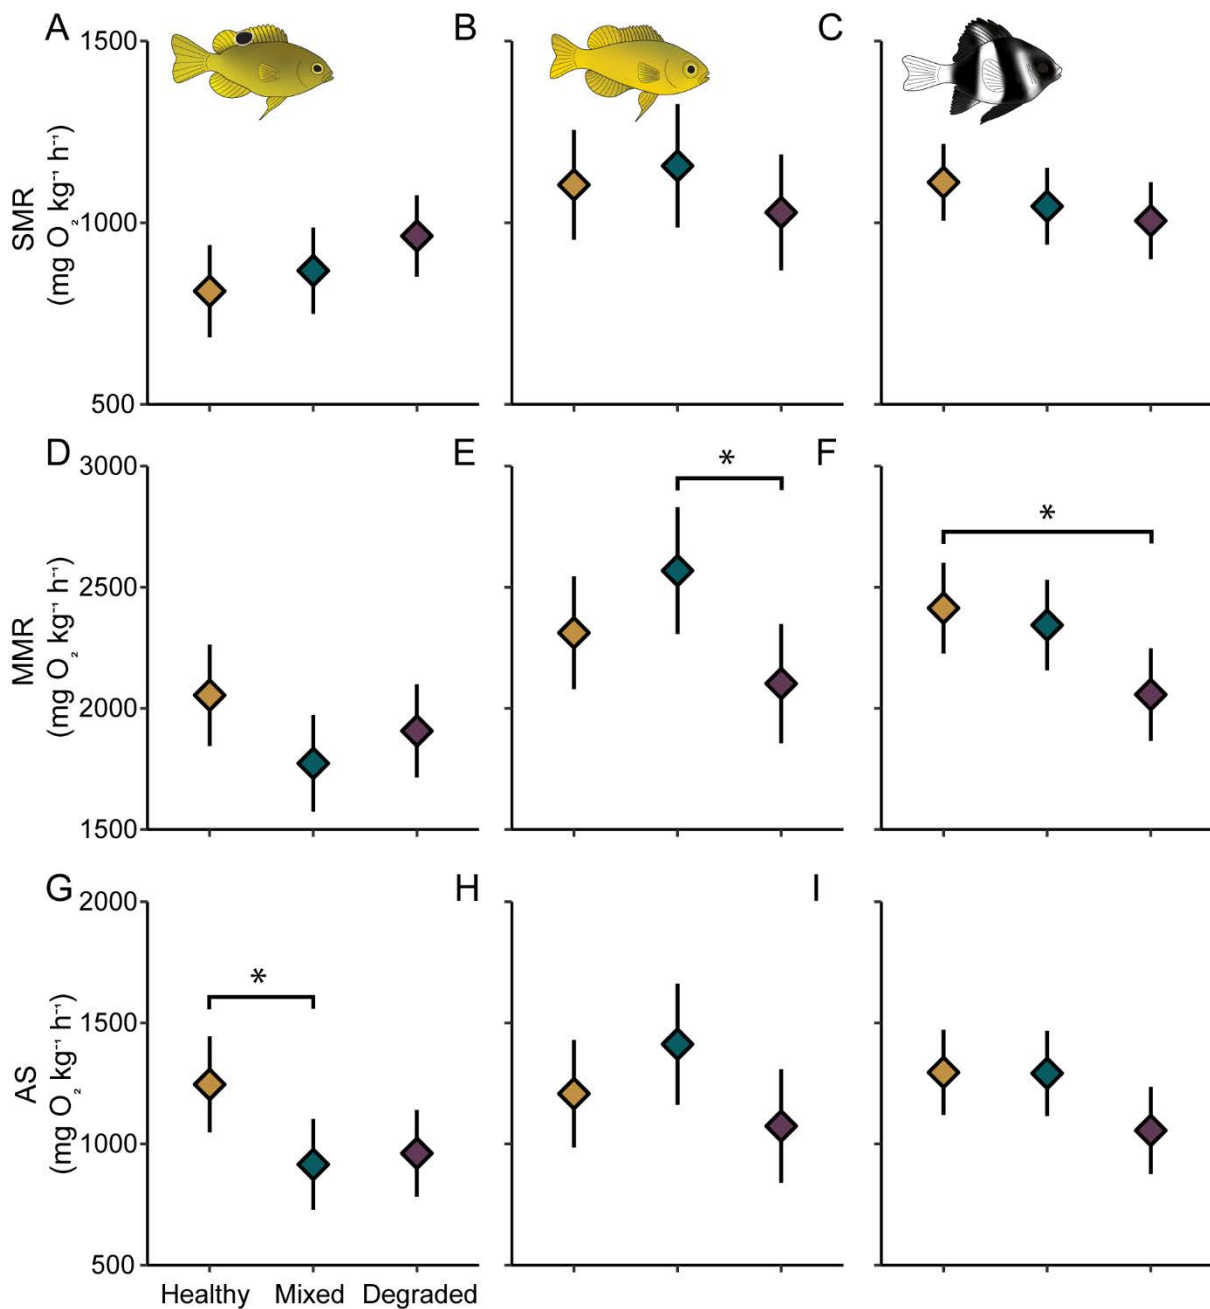 A
B
C
1500
1000
500
SMR
(mg O₂ kg⁻¹ h⁻¹)
D
E
F
3000
2500
2000
1500
*
*
MMR
(mg O₂ kg⁻¹ h⁻¹)
G
H
I
2000
1500
1000
500
*
AS
(mg O₂ kg⁻¹ h⁻¹)
Healthy Mixed Degraded